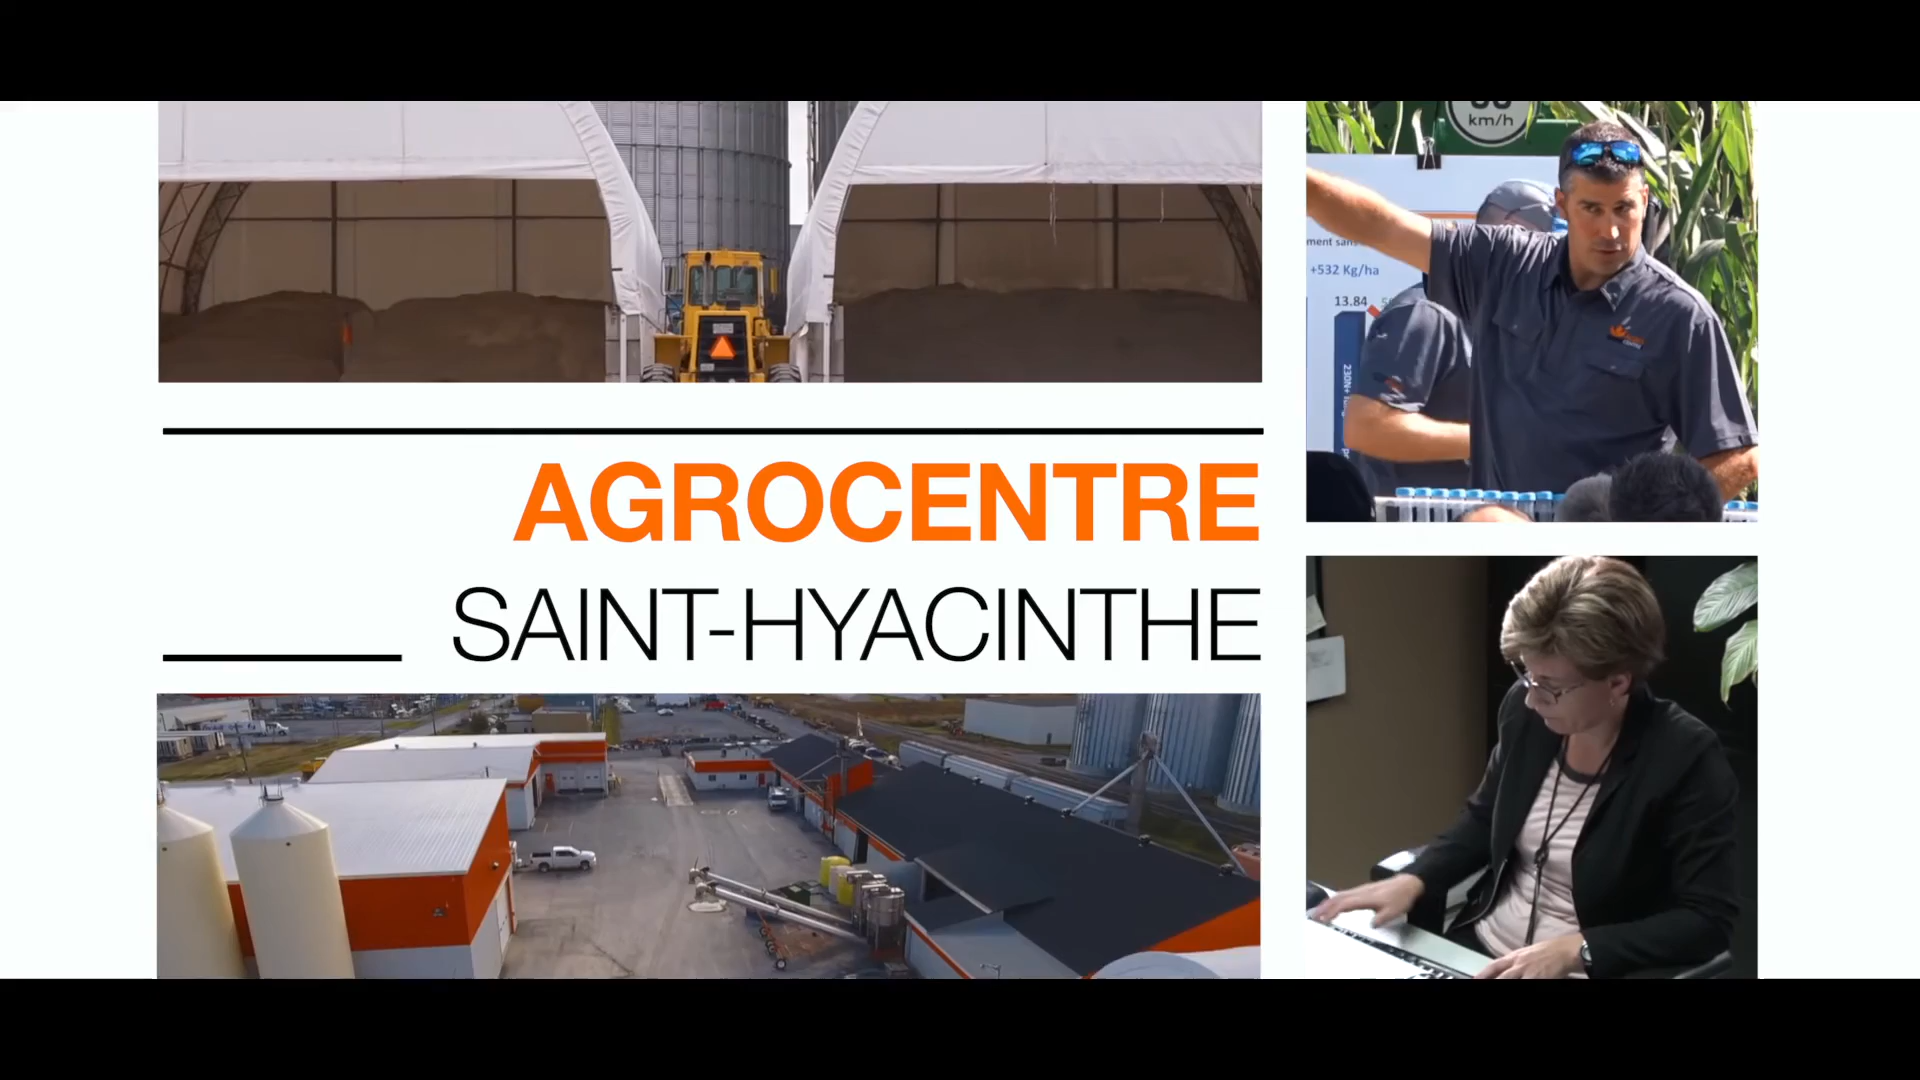 km/h
+532 Kg/ha
13.84
AGROCENTRE
SAINT-HYACINTHE